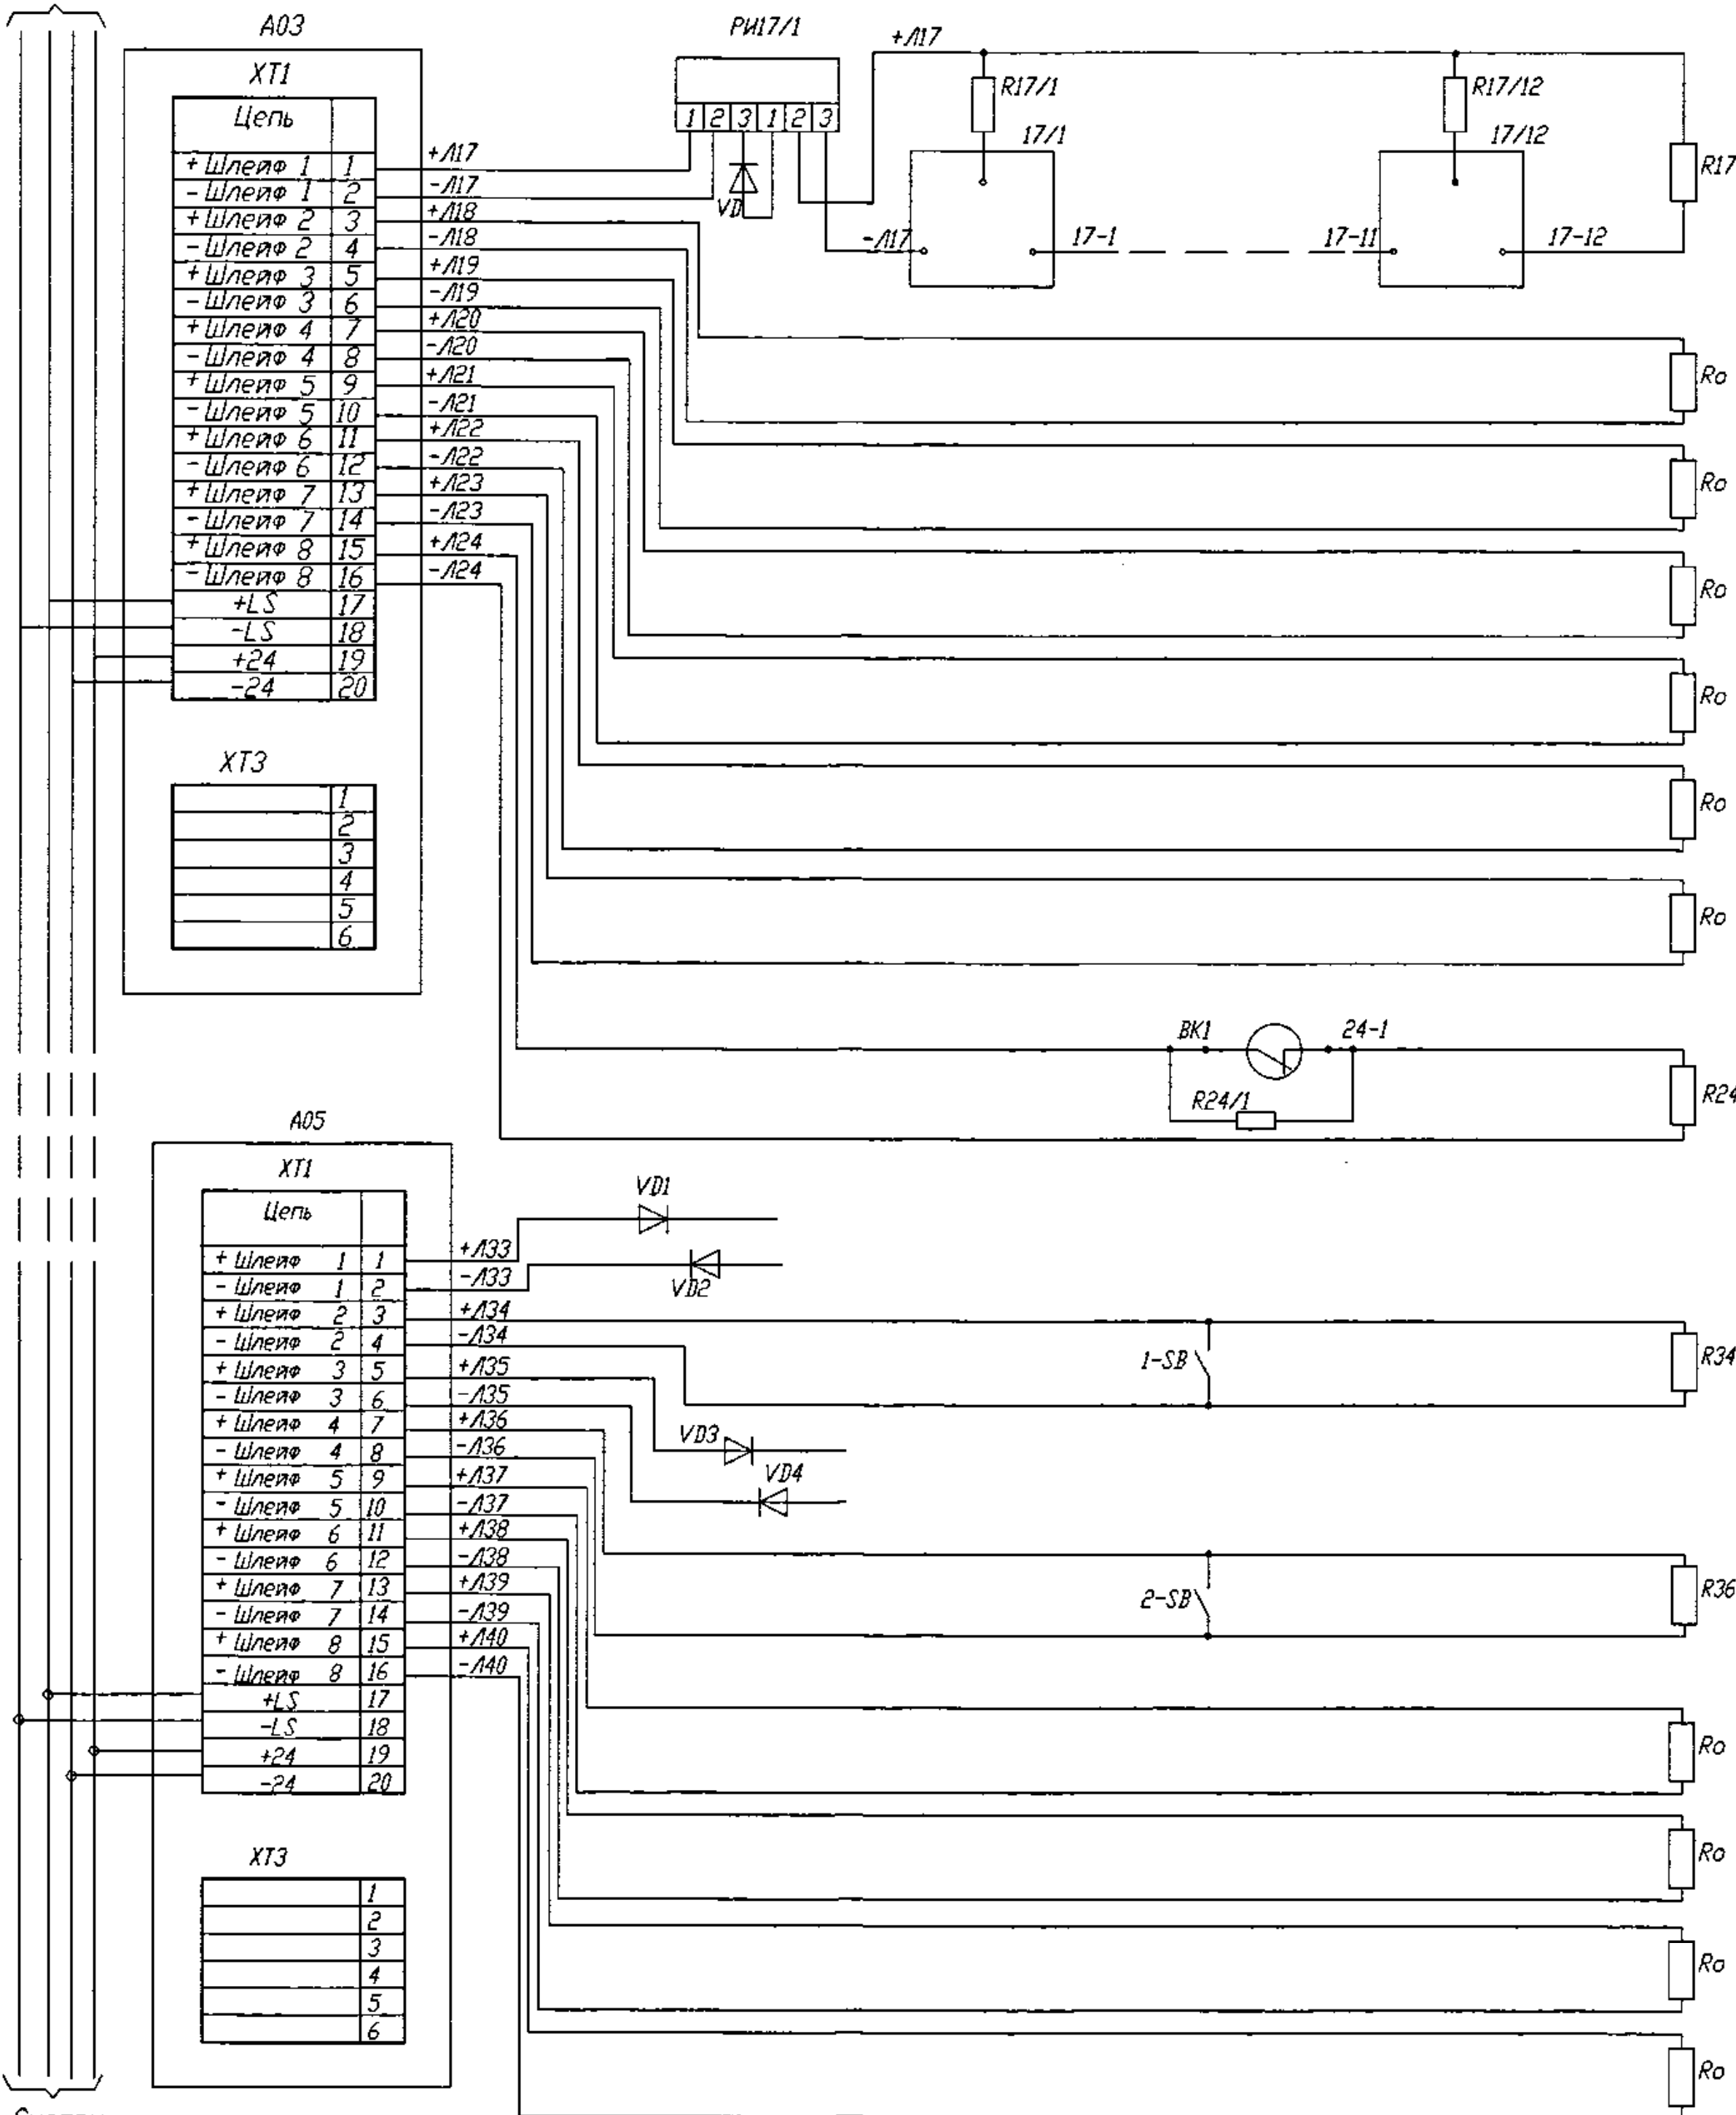 А03
XT1
Цепь
+ Шлейф 1 1
- Шлейф 1 2
+ Шлейф 2 3
- Шлейф 2 4
+ Шлейф 3 5
- Шлейф 3 6
+ Шлейф 4 7
- Шлейф 4 8
+ Шлейф 5 9
- Шлейф 5 10
+ Шлейф 6 11
- Шлейф 6 12
+ Шлейф 7 13
- Шлейф 7 14
+ Шлейф 8 15
- Шлейф 8 16
+LS 17
-LS 18
+24 19
-24 20
XT3
1
2
3
4
5
6
+Л17
-Л17
+Л18
-Л18
+Л19
-Л19
+Л20
-Л20
+Л21
-Л21
+Л22
-Л22
+Л23
-Л23
+Л24
-Л24
РИ17/1
1 2 3 1 2 3
VD
+Л17
-Л17
R17/1
17/1
17-1
R17/12
17/12
17-11
17-12
R17
Ro
Ro
Ro
Ro
Ro
Ro
ВК1
24-1
R24/1
R24
А05
XT1
Цепь
+ Шлейф 1 1
- Шлейф 1 2
+ Шлейф 2 3
- Шлейф 2 4
+ Шлейф 3 5
- Шлейф 3 6
+ Шлейф 4 7
- Шлейф 4 8
+ Шлейф 5 9
- Шлейф 5 10
+ Шлейф 6 11
- Шлейф 6 12
+ Шлейф 7 13
- Шлейф 7 14
+ Шлейф 8 15
- Шлейф 8 16
+LS 17
-LS 18
+24 19
-24 20
XT3
1
2
3
4
5
6
+Л33
-Л33
+Л34
-Л34
+Л35
-Л35
+Л36
-Л36
+Л37
-Л37
+Л38
-Л38
+Л39
-Л39
+Л40
-Л40
VD1
VD2
1-SB
R34
VD3
VD4
2-SB
R36
Ro
Ro
Ro
Ro